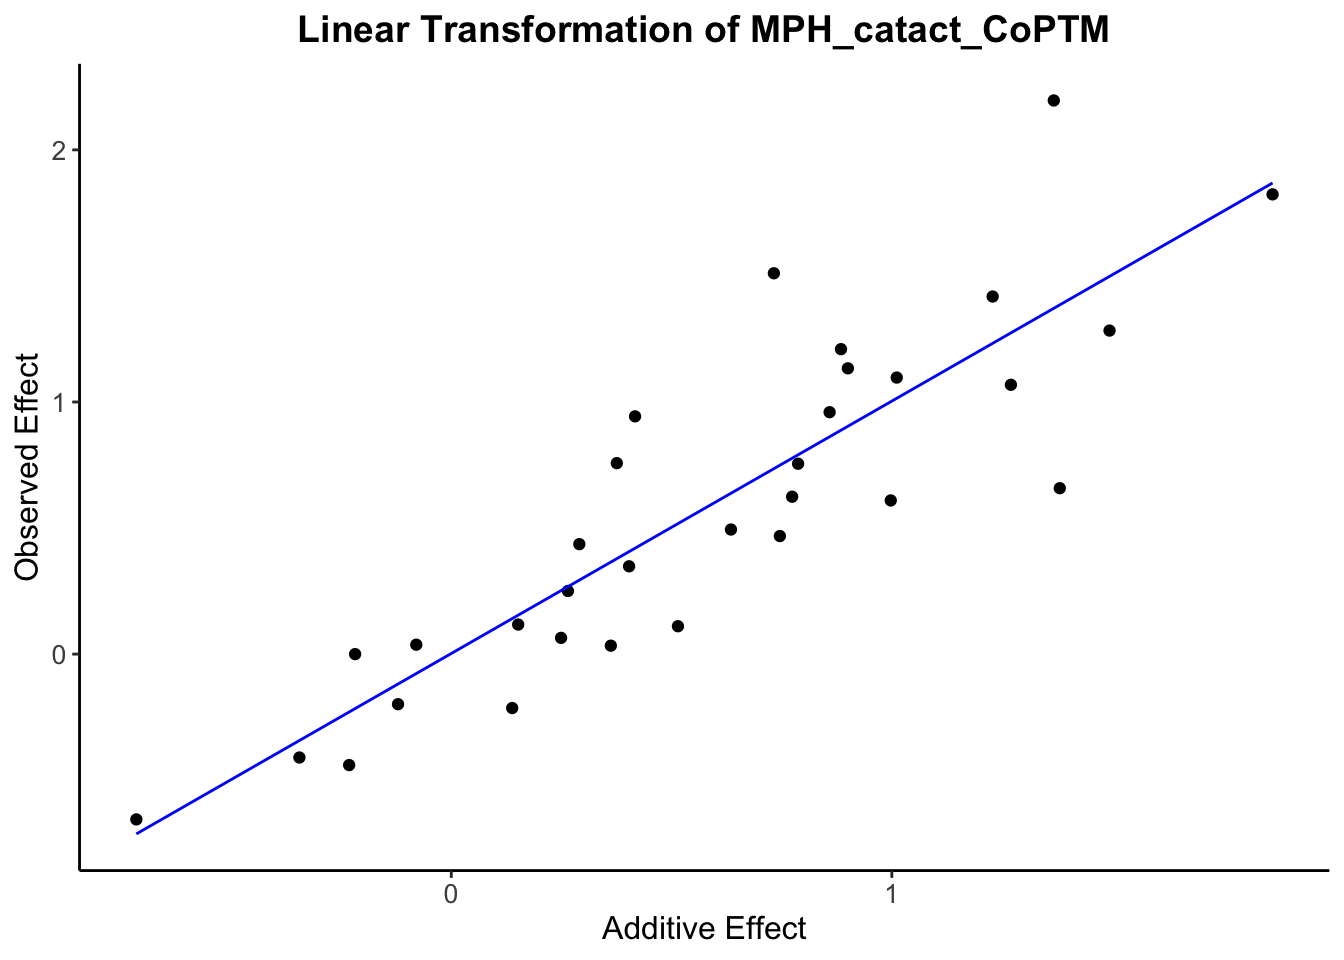 Linear Transformation of MPH_catact_CoPTM
2
1
0
Observed Effect
0 1
Additive Effect